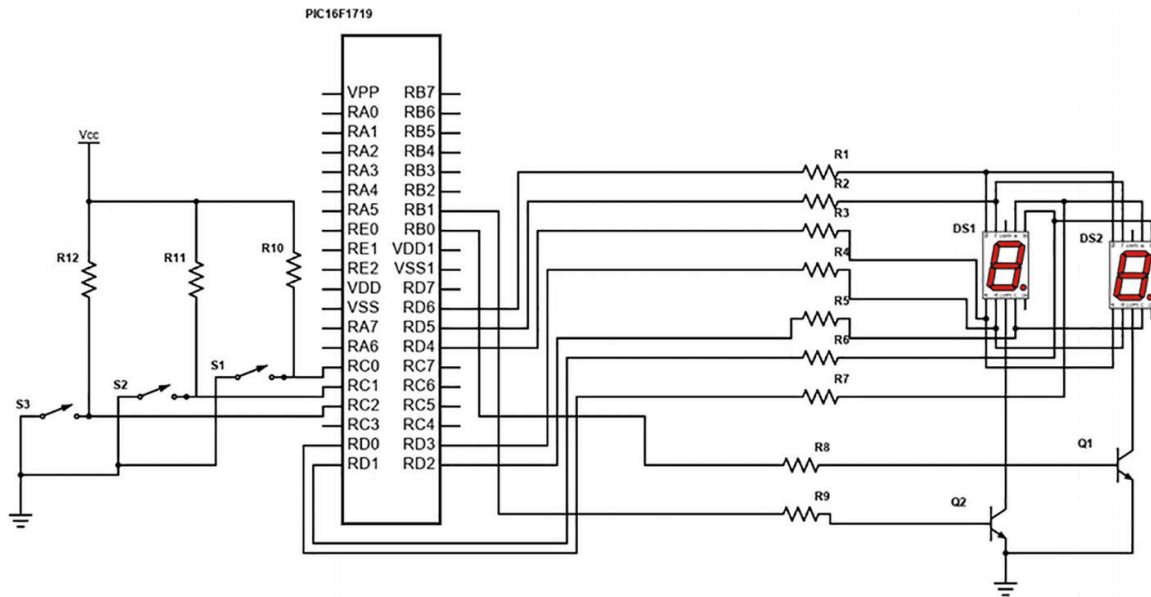 PIC16F1719
VPP RB7
RA0 RB6
RA1 RB5
Vcc
RA2 RB4
R1
RA3 RB3
RA4 RB2
R2
RA5 RB1
R3
RE0 RB0
DS1
DS2
R12
R11
R10
RE1 VDD1
R4
RE2 VSS1
VDD RD7
R5
VSS RD6
RA7 RD5
R6
RA6 RD4
S1
RC0 RC7
S2
RC1 RC6
R7
S3
RC2 RC5
RC3 RC4
RD0 RD3
R8
Q1
RD1 RD2
R9
Q2